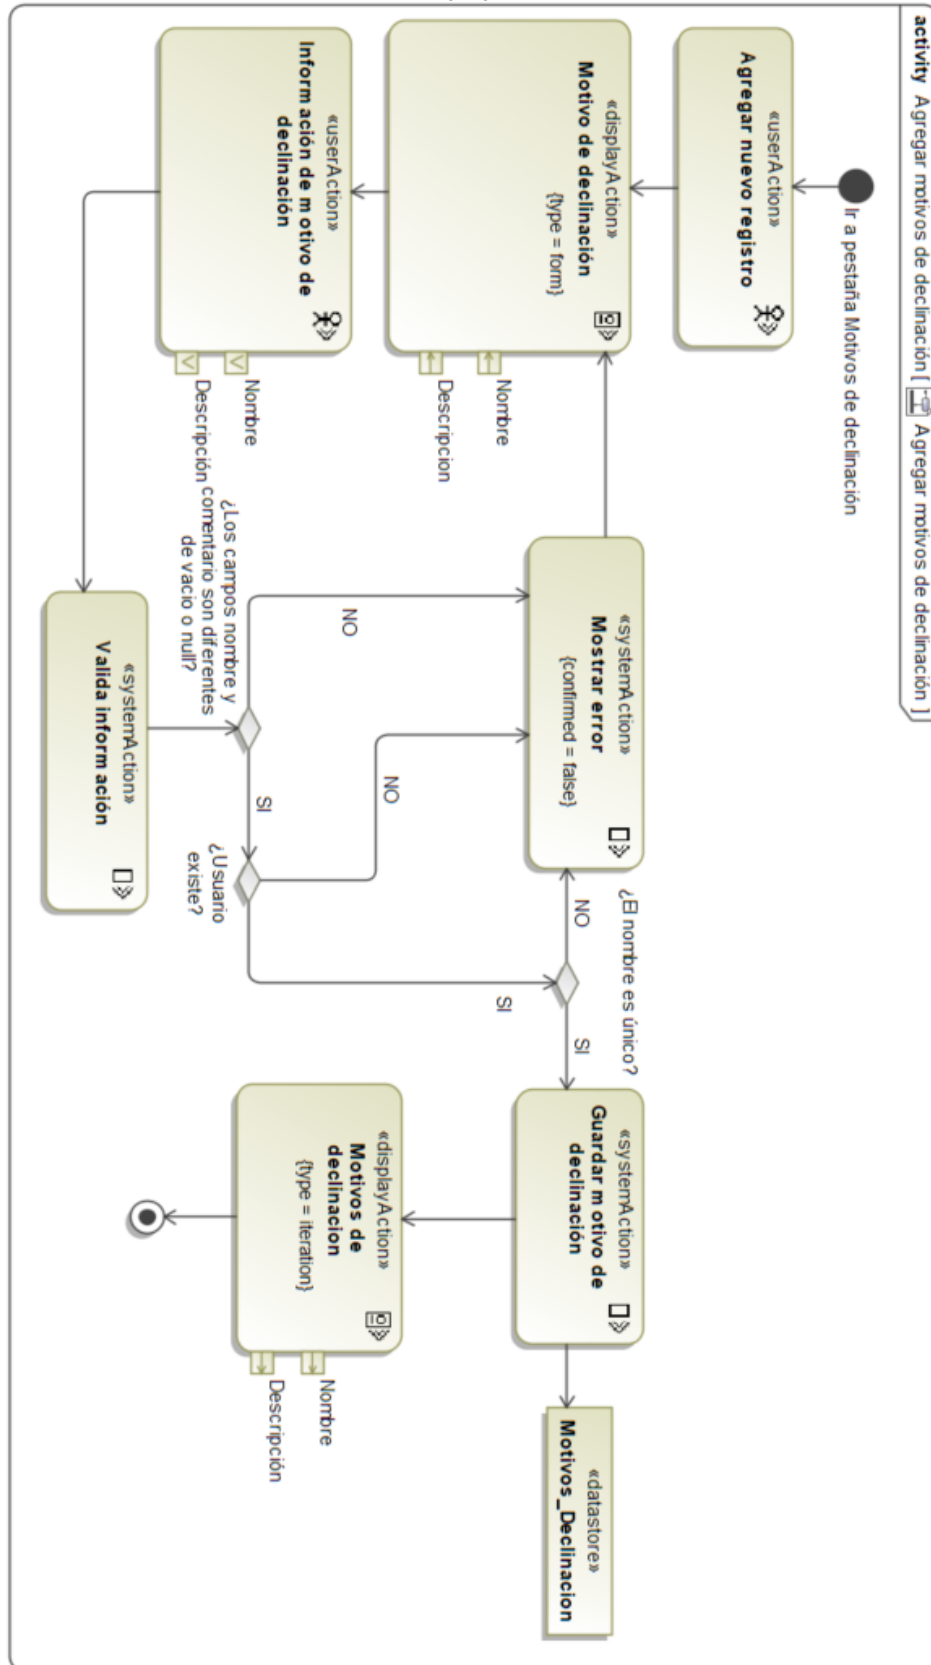 activity Agregar motivos de declinación [ Agregar motivos de declinación ]
Ir a pestaña Motivos de declinación
«userAction»
Agregar nuevo registro
«displayAction»
Motivo de declinación
{type = form}
Nombre
Descripcion
«userAction»
Información de motivo de
declinación
Nombre
Descripción
«systemAction»
Mostrar error
{confirmed = false}
¿Los campos nombre y
comentario son diferentes
de vacio o null?
NO
SI
«systemAction»
Valida información
¿Usuario
existe?
NO
SI
¿El nombre es único?
NO
SI
«systemAction»
Guardar motivo de
declinación
«datastore»
Motivos_Declinacion
«displayAction»
Motivos de
declinacion
{type = iteration}
Nombre
Descripción